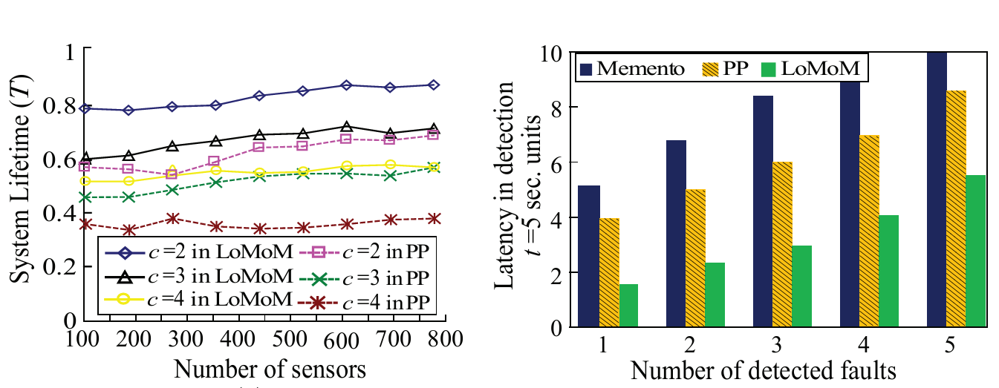 System Lifetime (T)
1
0.8
0.6
0.4
0.2
0
c=2 in LoMoM
c=2 in PP
c=3 in LoMoM
c=3 in PP
c=4 in LoMoM
c=4 in PP
100 200 300 400 500 600 700 800
Number of sensors
Latency in detection
t=5 sec. units
10
8
6
4
2
0
Memento PP LoMoM
1 2 3 4 5
Number of detected faults